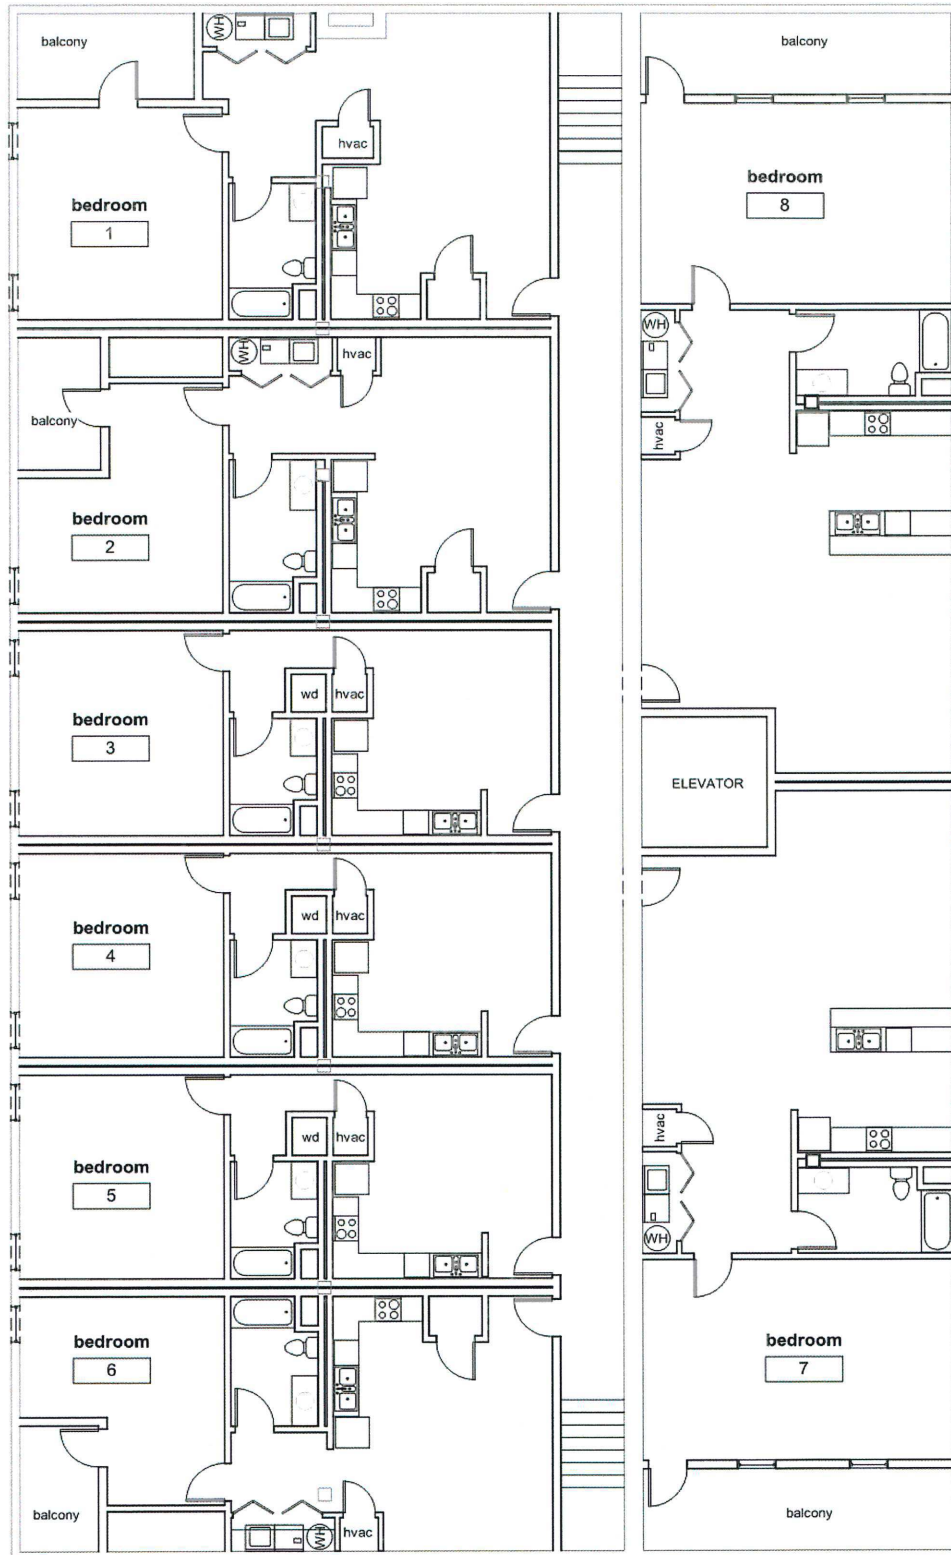 balcony
WH
balcony
hvac
bedroom
1
bedroom
8
WH
hvac
WH
hvac
balcony
bedroom
2
bedroom
3
wd
hvac
ELEVATOR
bedroom
4
wd
hvac
bedroom
5
wd
hvac
hvac
WH
bedroom
6
bedroom
7
balcony
WH
hvac
balcony